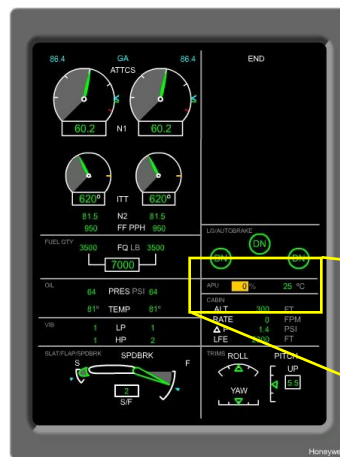 86.4 GA 86.4 END
ATTCS
60.2 N1 60.2
620° ITT 620°
81.5 N2 81.5
950 FF PPH 950
LG/AUTOBRAKE
DN
DN DN
FUEL QTY 3500 FQ LB 3500
7000
APU 0 % 25 °C
OIL 64 PRES PSI 64
81° TEMP 81°
CABIN
ALT 300 FT
RATE 0 FPM
Δ P 1.4 PSI
LFE FT
VIB 1 LP 1
1 HP 2
SLAT/FLAP/SPDBRK SPDBRK
S F
2
S/F
TRIMS ROLL PITCH
UP
5.5
YAW
Honeywe